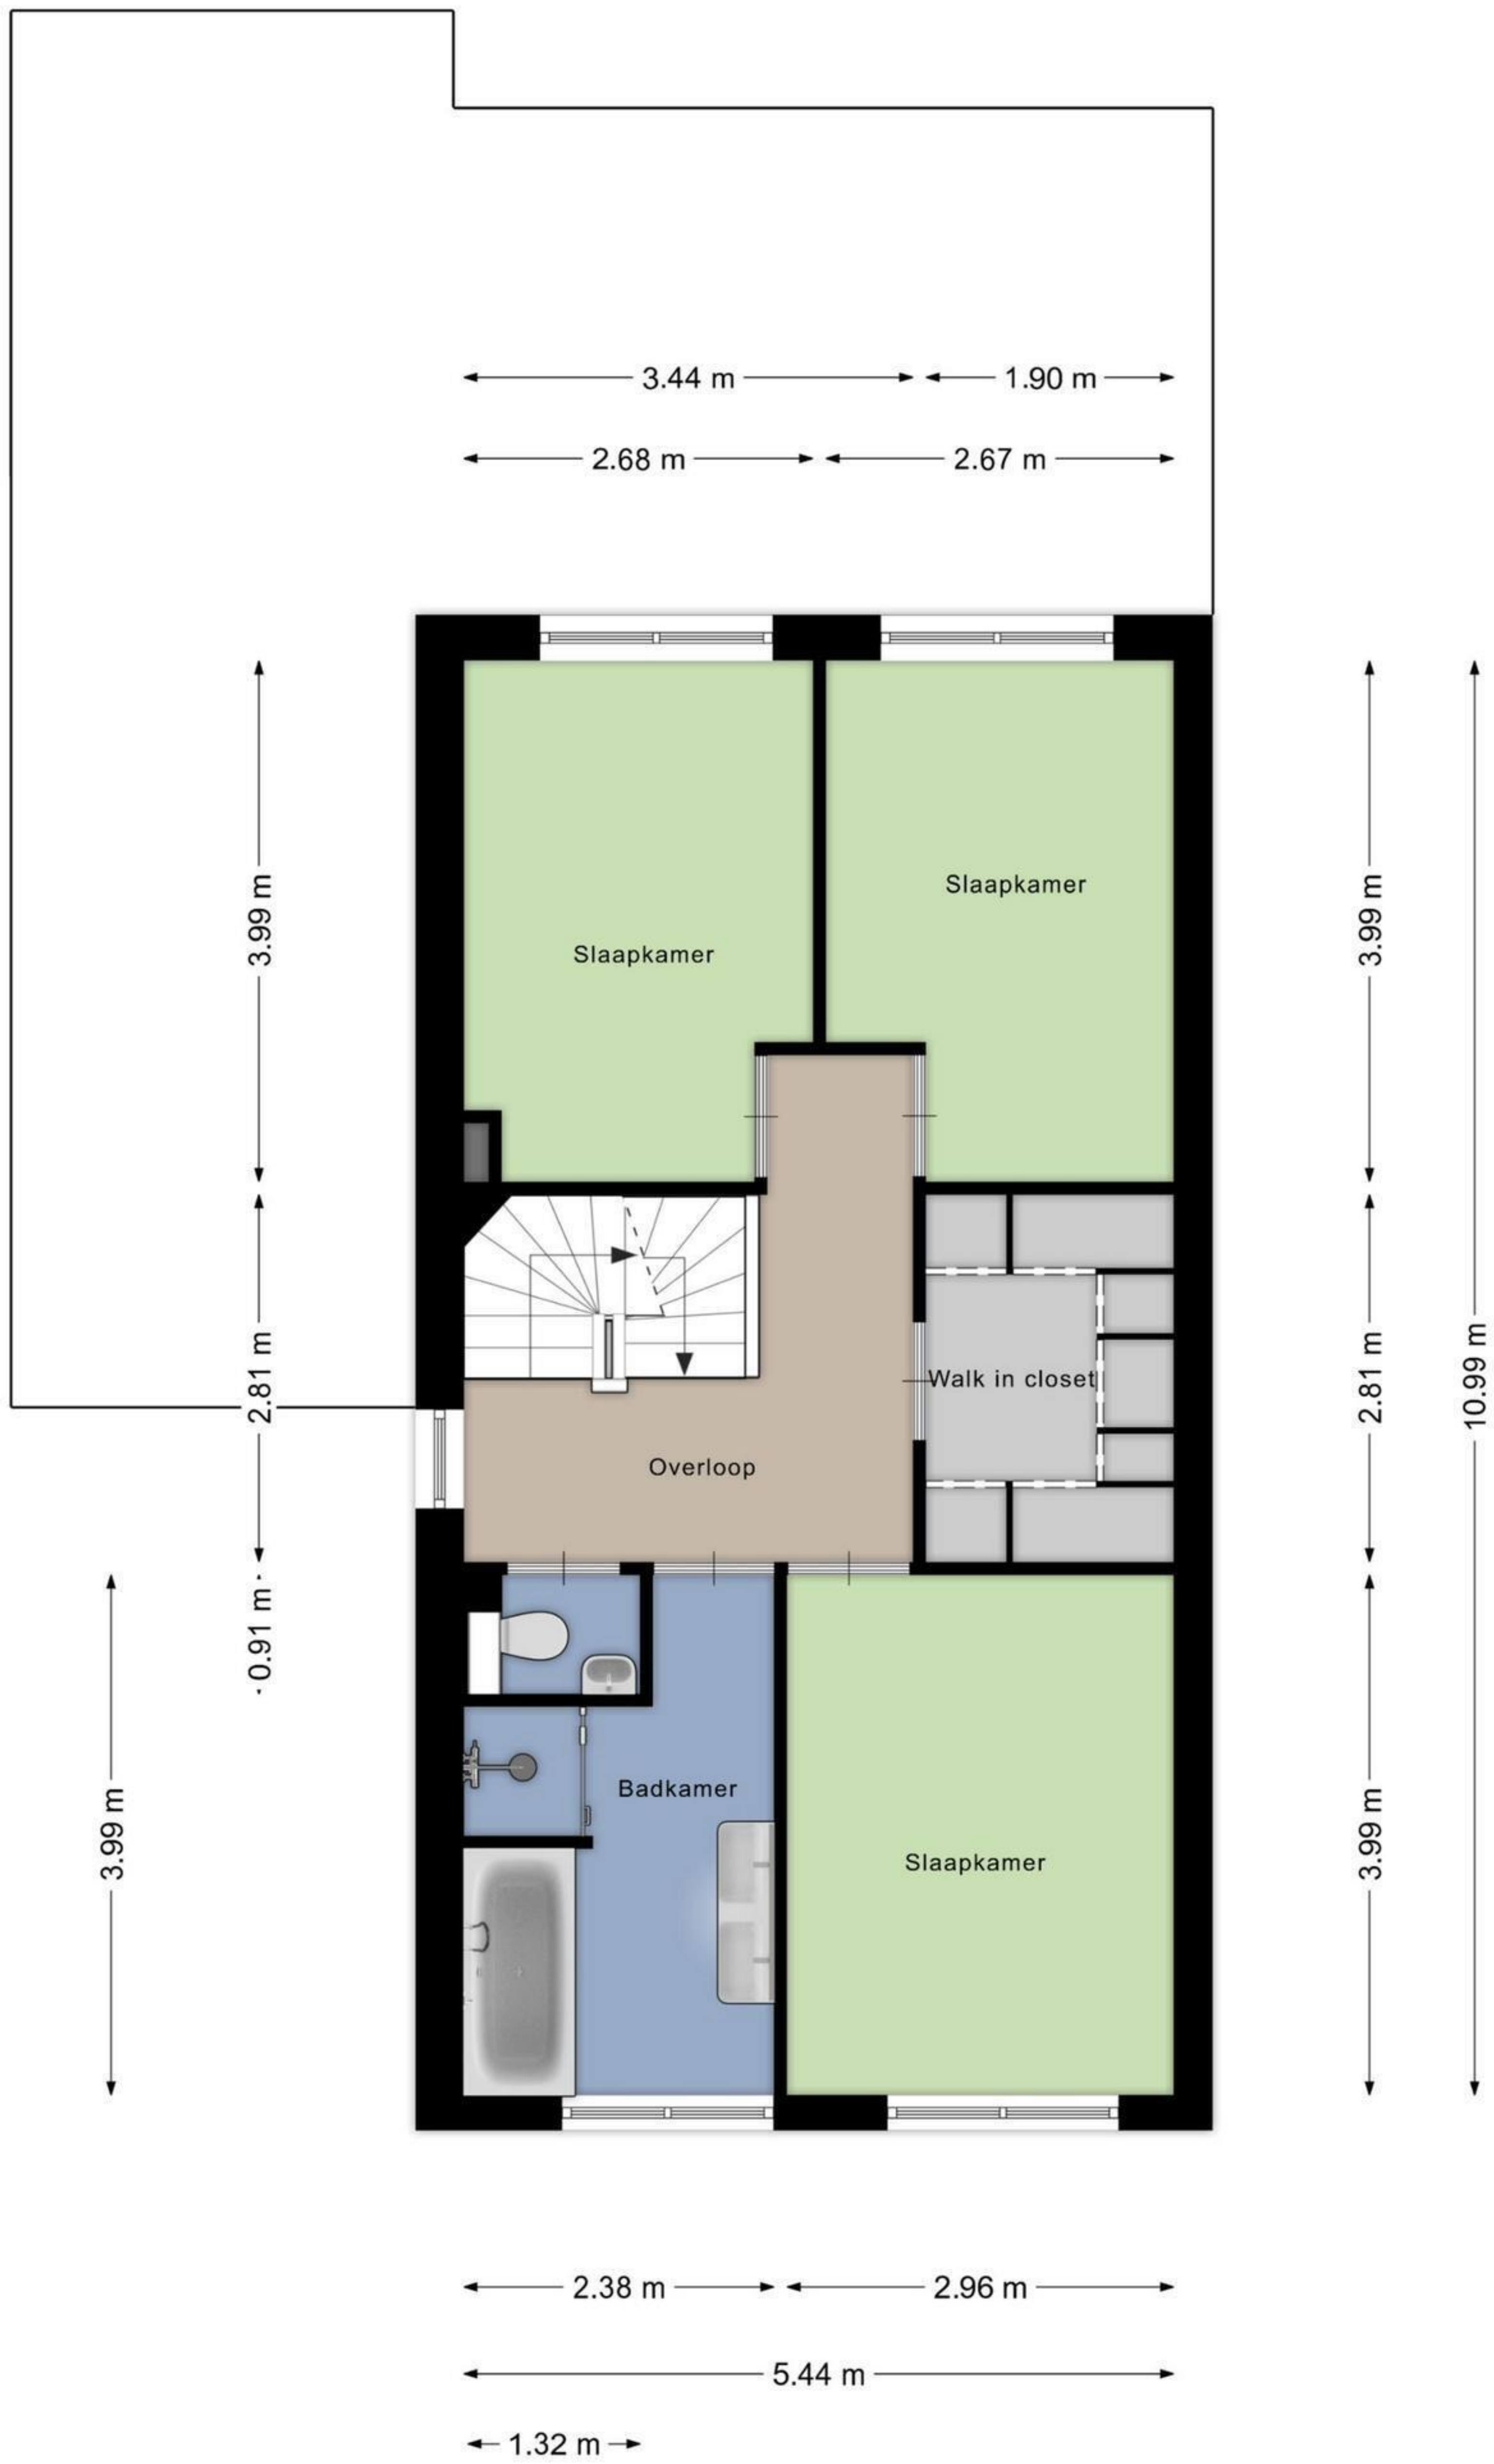 3.44 m
1.90 m
2.68 m
2.67 m
3.99 m
Slaapkamer
3.99 m
Slaapkamer
2.81 m
Walk in closet
2.81 m
10.99 m
Overloop
0.91 m
3.99 m
Badkamer
Slaapkamer
3.99 m
2.38 m
2.96 m
5.44 m
1.32 m